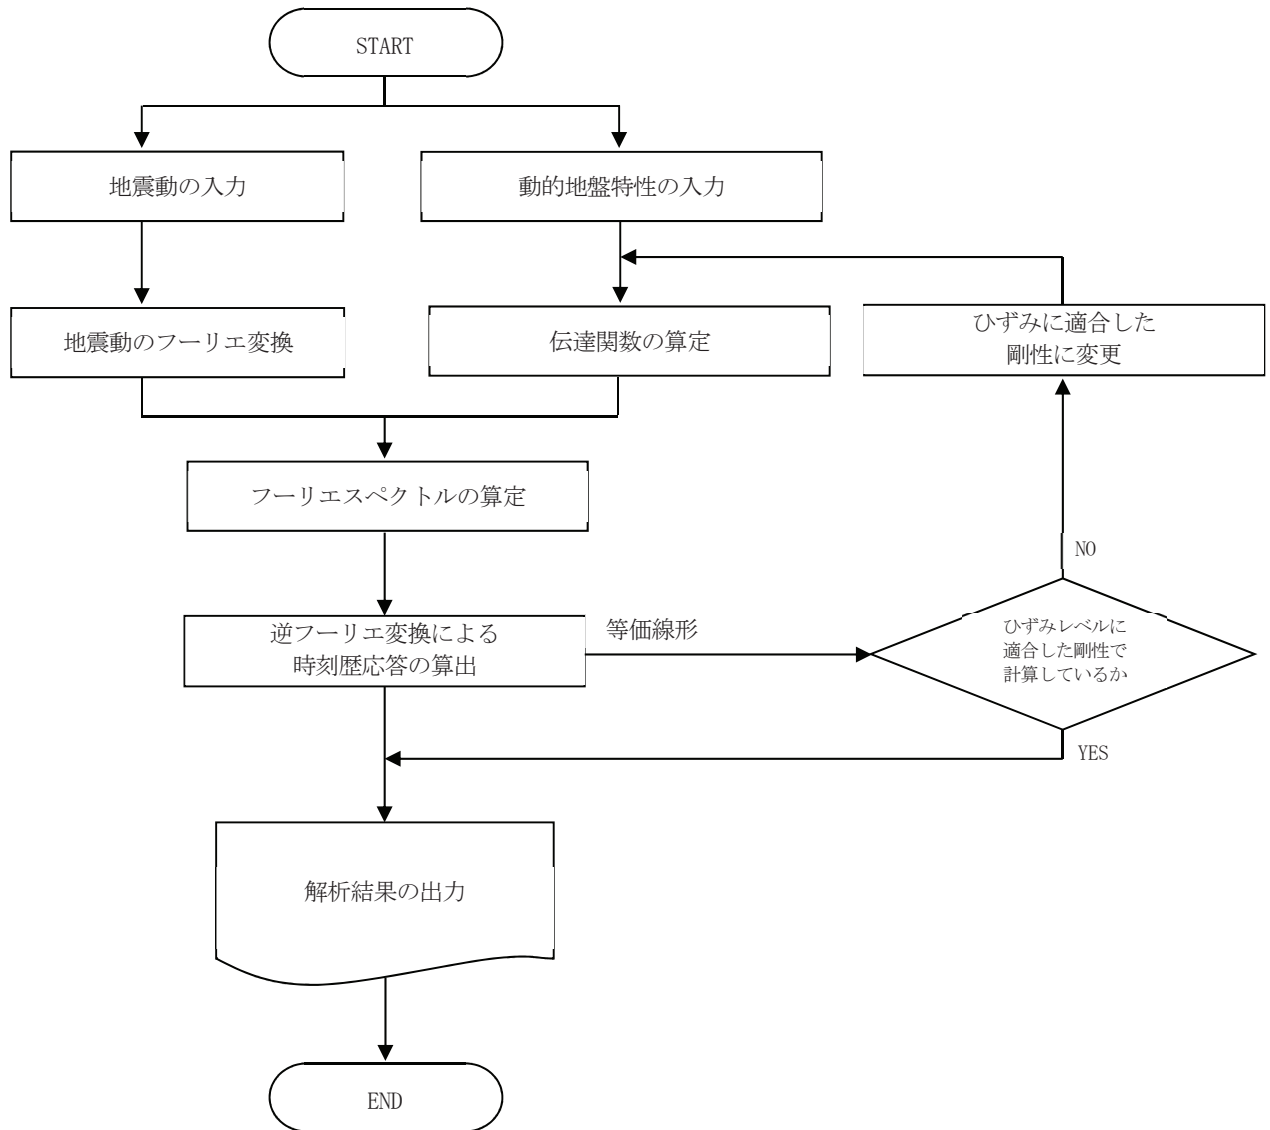 START
地震動の入力
動的地盤特性の入力
地震動のフーリエ変換
伝達関数の算定
ひずみに適合した
剛性に変更
フーリエスペクトルの算定
NO
逆フーリエ変換による
時刻歴応答の算出
等価線形
ひずみレベルに
適合した剛性で
計算しているか
YES
解析結果の出力
END